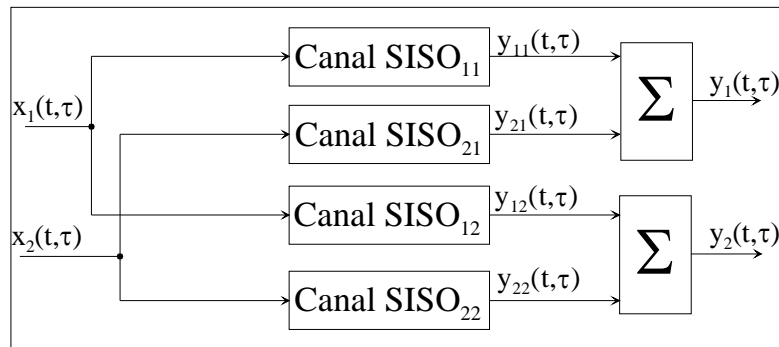 Canal SISO₁₁
y₁₁(t,τ)
x₁(t,τ)
Σ
y₁(t,τ)
Canal SISO₂₁
y₂₁(t,τ)
Canal SISO₁₂
y₁₂(t,τ)
x₂(t,τ)
Σ
y₂(t,τ)
Canal SISO₂₂
y₂₂(t,τ)